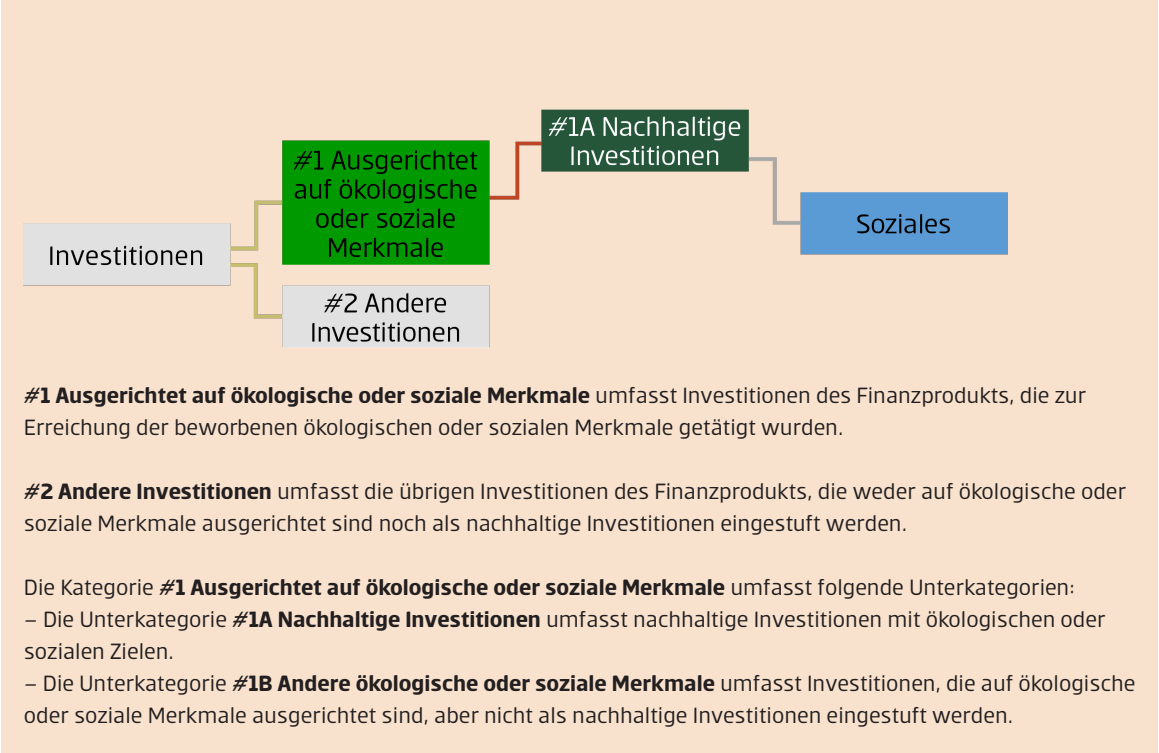 #1A Nachhaltige
Investitionen
#1 Ausgerichtet
auf ökologische
oder soziale
Merkmale
Soziales
Investitionen
#2 Andere
Investitionen
#1 Ausgerichtet auf ökologische oder soziale Merkmale umfasst Investitionen des Finanzprodukts, die zur
Erreichung der beworbenen ökologischen oder sozialen Merkmale getätigt wurden.
#2 Andere Investitionen umfasst die übrigen Investitionen des Finanzprodukts, die weder auf ökologische oder
soziale Merkmale ausgerichtet sind noch als nachhaltige Investitionen eingestuft werden.
Die Kategorie #1 Ausgerichtet auf ökologische oder soziale Merkmale umfasst folgende Unterkategorien:
– Die Unterkategorie #1A Nachhaltige Investitionen umfasst nachhaltige Investitionen mit ökologischen oder
sozialen Zielen.
– Die Unterkategorie #1B Andere ökologische oder soziale Merkmale umfasst Investitionen, die auf ökologische
oder soziale Merkmale ausgerichtet sind, aber nicht als nachhaltige Investitionen eingestuft werden.